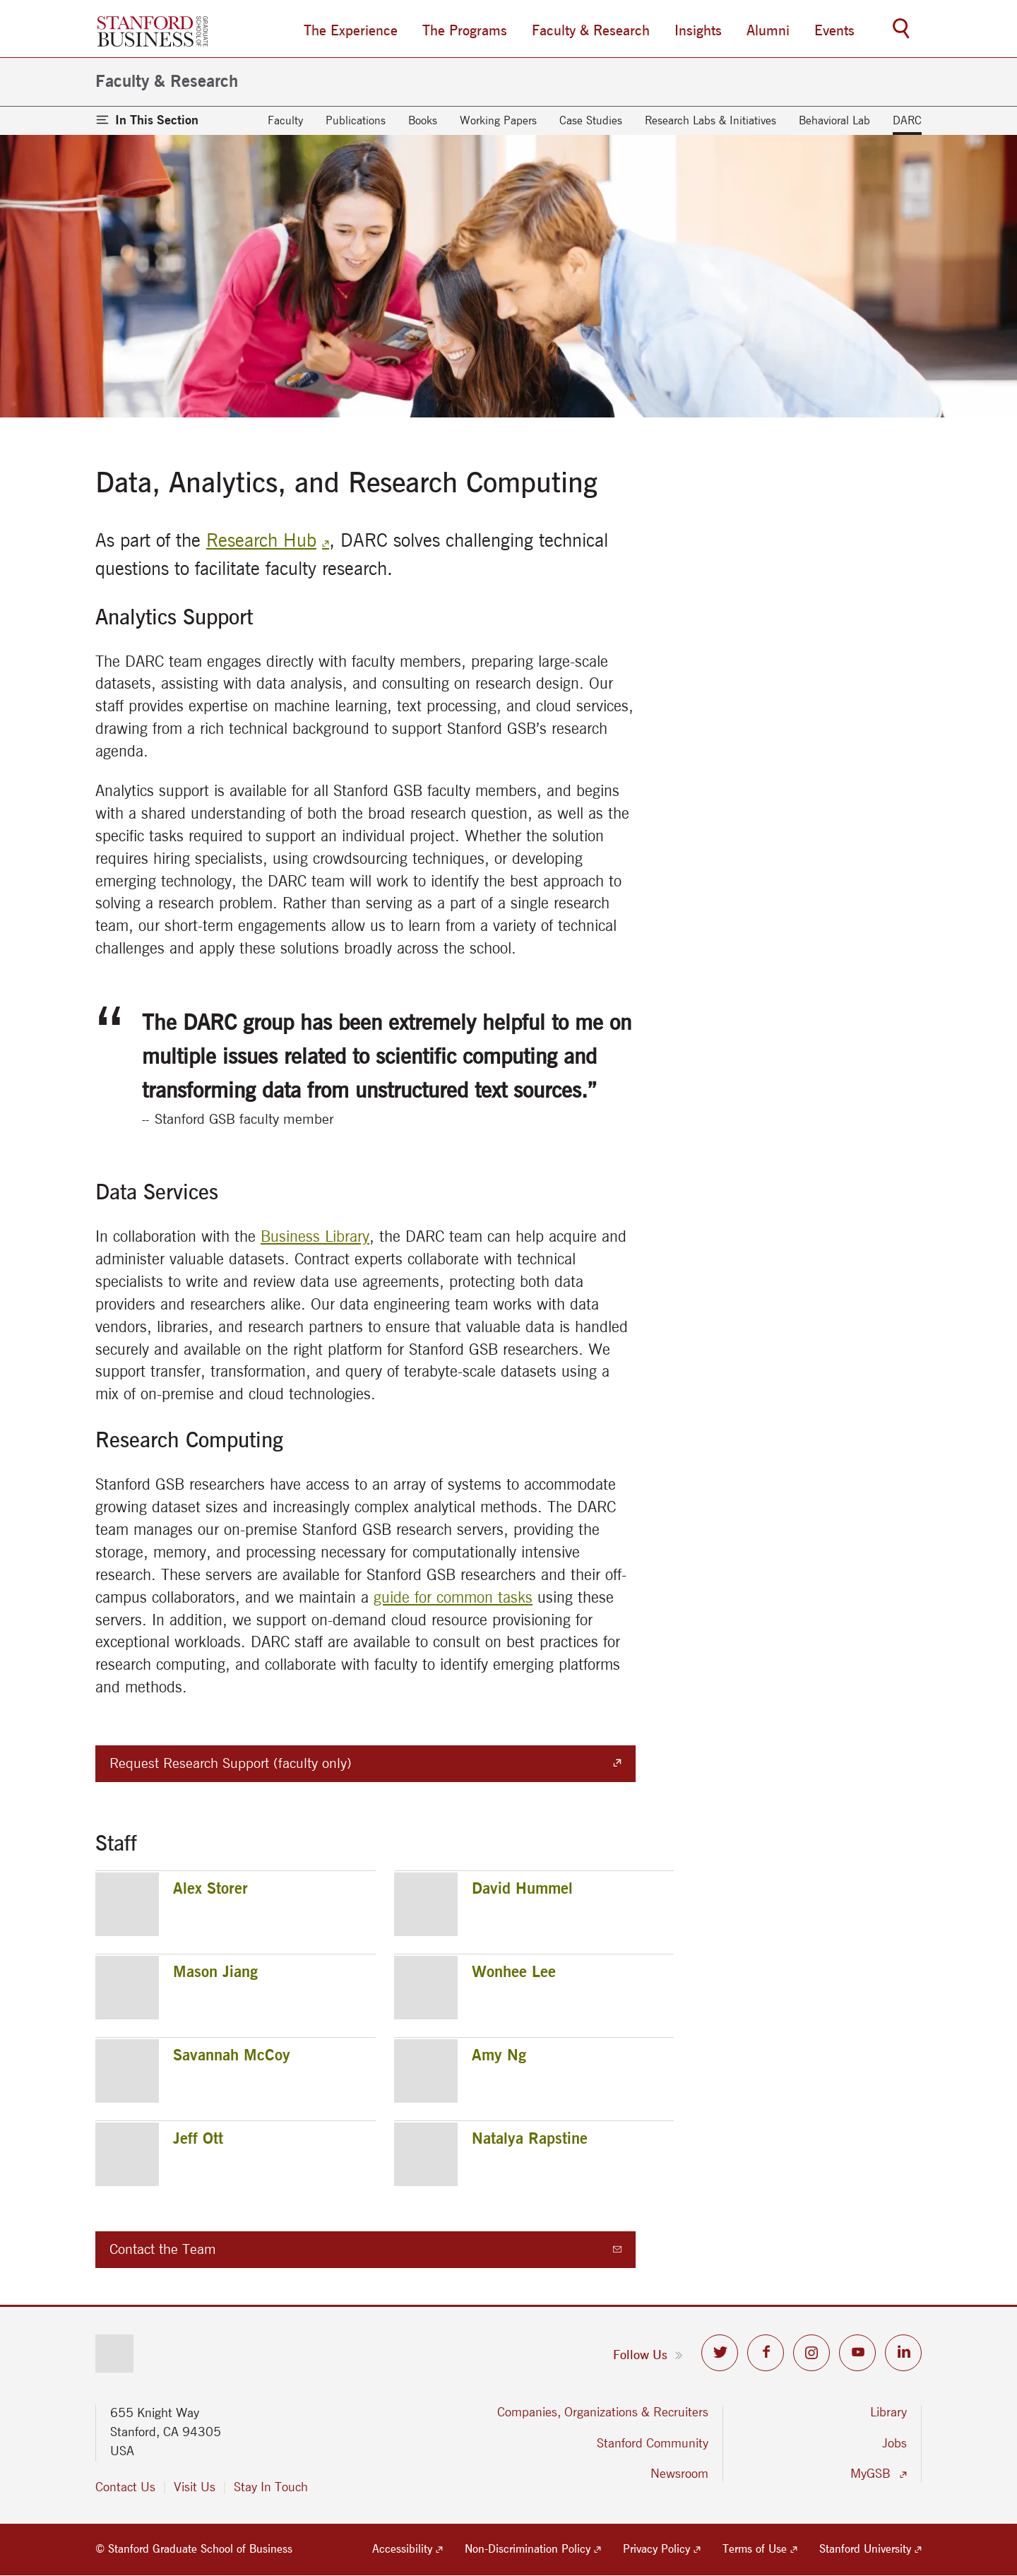 STANFORD
BUSINESS
GRADUATE
SCHOOL OF
The Experience
The Programs
Faculty & Research
Insights
Alumni
Events
Faculty & Research
In This Section
Faculty
Publications
Books
Working Papers
Case Studies
Research Labs & Initiatives
Behavioral Lab
DARC
Data, Analytics, and Research Computing
As part of the Research Hub, DARC solves challenging technical
questions to facilitate faculty research.
Analytics Support
The DARC team engages directly with faculty members, preparing large-scale
datasets, assisting with data analysis, and consulting on research design. Our
staff provides expertise on machine learning, text processing, and cloud services,
drawing from a rich technical background to support Stanford GSB’s research
agenda.
Analytics support is available for all Stanford GSB faculty members, and begins
with a shared understanding of both the broad research question, as well as the
specific tasks required to support an individual project. Whether the solution
requires hiring specialists, using crowdsourcing techniques, or developing
emerging technology, the DARC team will work to identify the best approach to
solving a research problem. Rather than serving as a part of a single research
team, our short-term engagements allow us to learn from a variety of technical
challenges and apply these solutions broadly across the school.
“The DARC group has been extremely helpful to me on
multiple issues related to scientific computing and
transforming data from unstructured text sources.”
-- Stanford GSB faculty member
Data Services
In collaboration with the Business Library, the DARC team can help acquire and
administer valuable datasets. Contract experts collaborate with technical
specialists to write and review data use agreements, protecting both data
providers and researchers alike. Our data engineering team works with data
vendors, libraries, and research partners to ensure that valuable data is handled
securely and available on the right platform for Stanford GSB researchers. We
support transfer, transformation, and query of terabyte-scale datasets using a
mix of on-premise and cloud technologies.
Research Computing
Stanford GSB researchers have access to an array of systems to accommodate
growing dataset sizes and increasingly complex analytical methods. The DARC
team manages our on-premise Stanford GSB research servers, providing the
storage, memory, and processing necessary for computationally intensive
research. These servers are available for Stanford GSB researchers and their off-
campus collaborators, and we maintain a guide for common tasks using these
servers. In addition, we support on-demand cloud resource provisioning for
exceptional workloads. DARC staff are available to consult on best practices for
research computing, and collaborate with faculty to identify emerging platforms
and methods.
Request Research Support (faculty only)
Staff
Alex Storer
David Hummel
Mason Jiang
Wonhee Lee
Savannah McCoy
Amy Ng
Jeff Ott
Natalya Rapstine
Contact the Team
Follow Us
655 Knight Way
Stanford, CA 94305
USA
Contact Us
Visit Us
Stay In Touch
Companies, Organizations & Recruiters
Stanford Community
Newsroom
Library
Jobs
MyGSB
© Stanford Graduate School of Business
Accessibility
Non-Discrimination Policy
Privacy Policy
Terms of Use
Stanford University